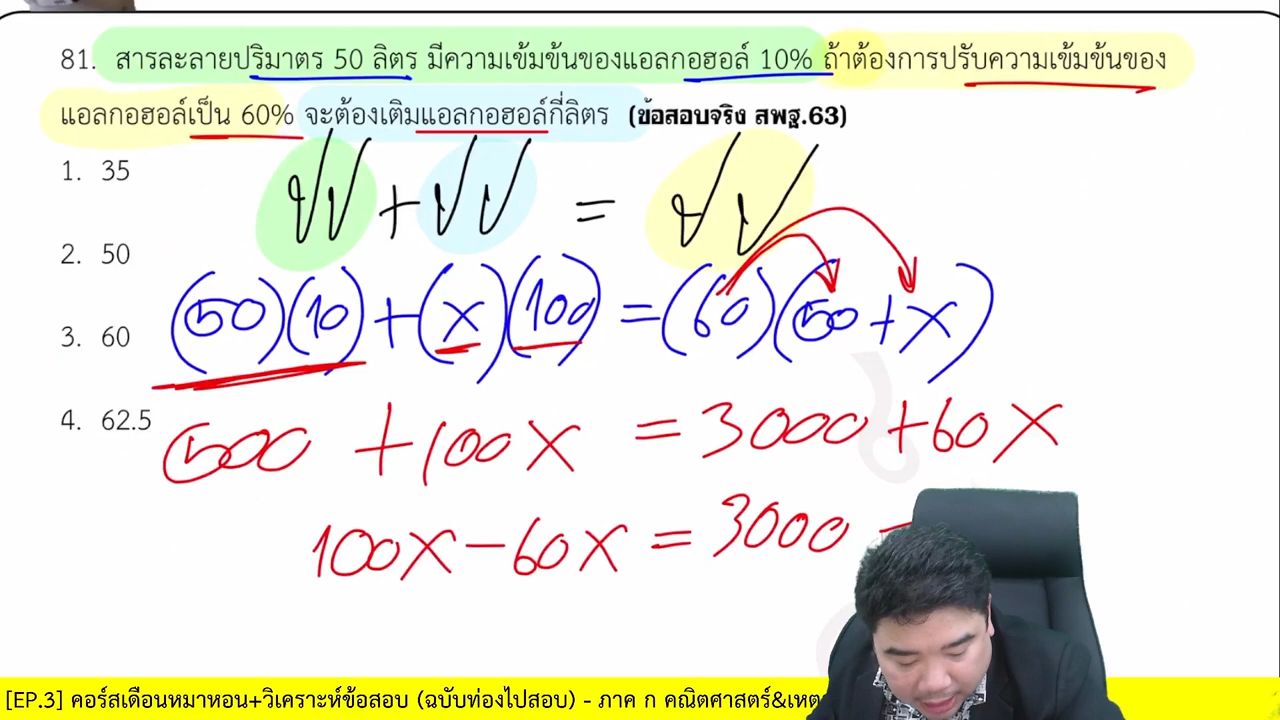 81. สารละลายปริมาตร 50 ลิตร มีความเข้มข้นของแอลกอฮอล์ 10% ถ้าต้องการปรับความเข้มข้นของ
แอลกอฮอล์เป็น 60% จะต้องเติมแอลกอฮอล์กี่ลิตร (ข้อสอบจริง สพฐ.63)
1. 35
ปป + ปป = ปป
2. 50
(50)(10) + (x)(100) = (60)(50 + x)
3. 60
4. 62.5
500 + 100x = 3000 + 60x
100x - 60x = 3000 -
[EP.3] คอร์สเดือนหมาหอน+วิเคราะห์ข้อสอบ (ฉบับท่องไปสอบ) - ภาค ก คณิตศาสตร์&